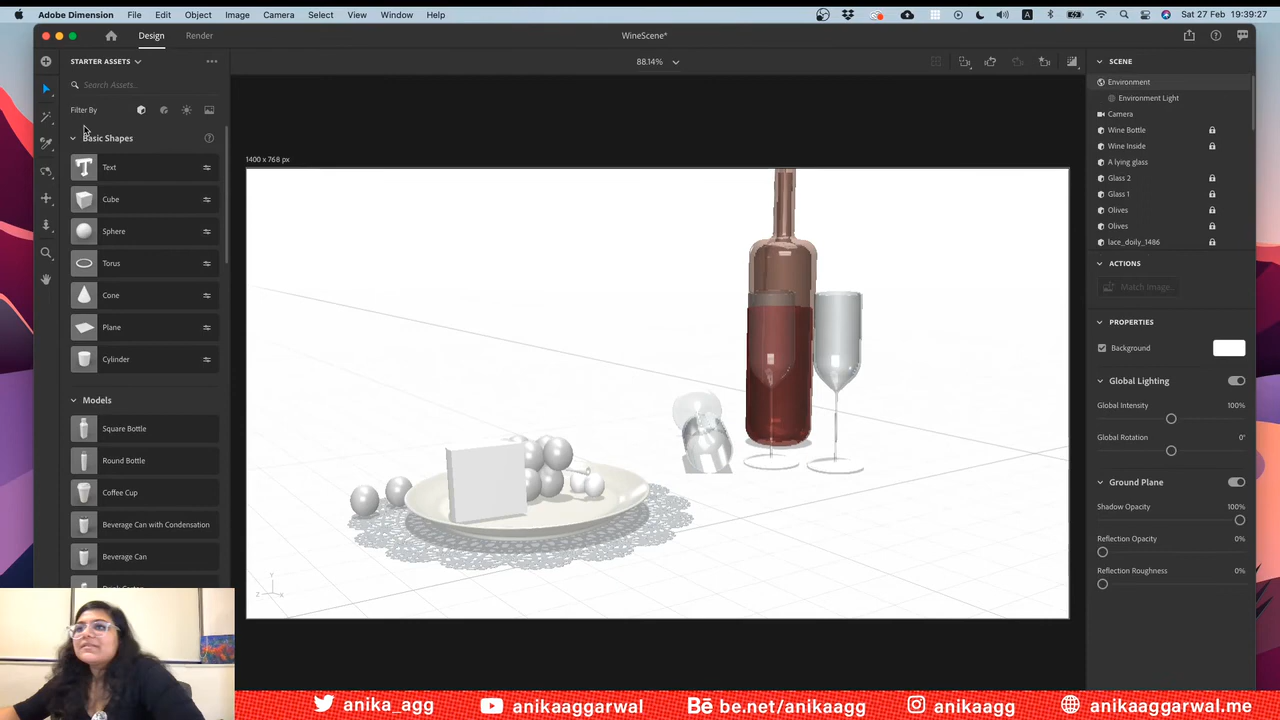 Adobe Dimension File Edit Object Image Camera Select View Window Help Sat 27 Feb 19:39:27
Design Render WineScene*
STARTER ASSETS
Search Assets...
Filter By
Basic Shapes
Text
Cube
Sphere
Torus
Cone
Plane
Cylinder
Models
Square Bottle
Round Bottle
Coffee Cup
Beverage Can with Condensation
Beverage Can
88.14%
1400 x 768 px
Y
Z X
SCENE
Environment
Environment Light
Camera
Wine Bottle
Wine Inside
A lying glass
Glass 2
Glass 1
Olives
Olives
lace_doily_1486
ACTIONS
Match Image...
PROPERTIES
Background
Global Lighting
Global Intensity 100%
Global Rotation 0°
Ground Plane
Shadow Opacity 100%
Reflection Opacity 0%
Reflection Roughness 0%
anika_agg anikaaggarwal Bē be.net/anikaagg anikaagg anikaaggarwal.me